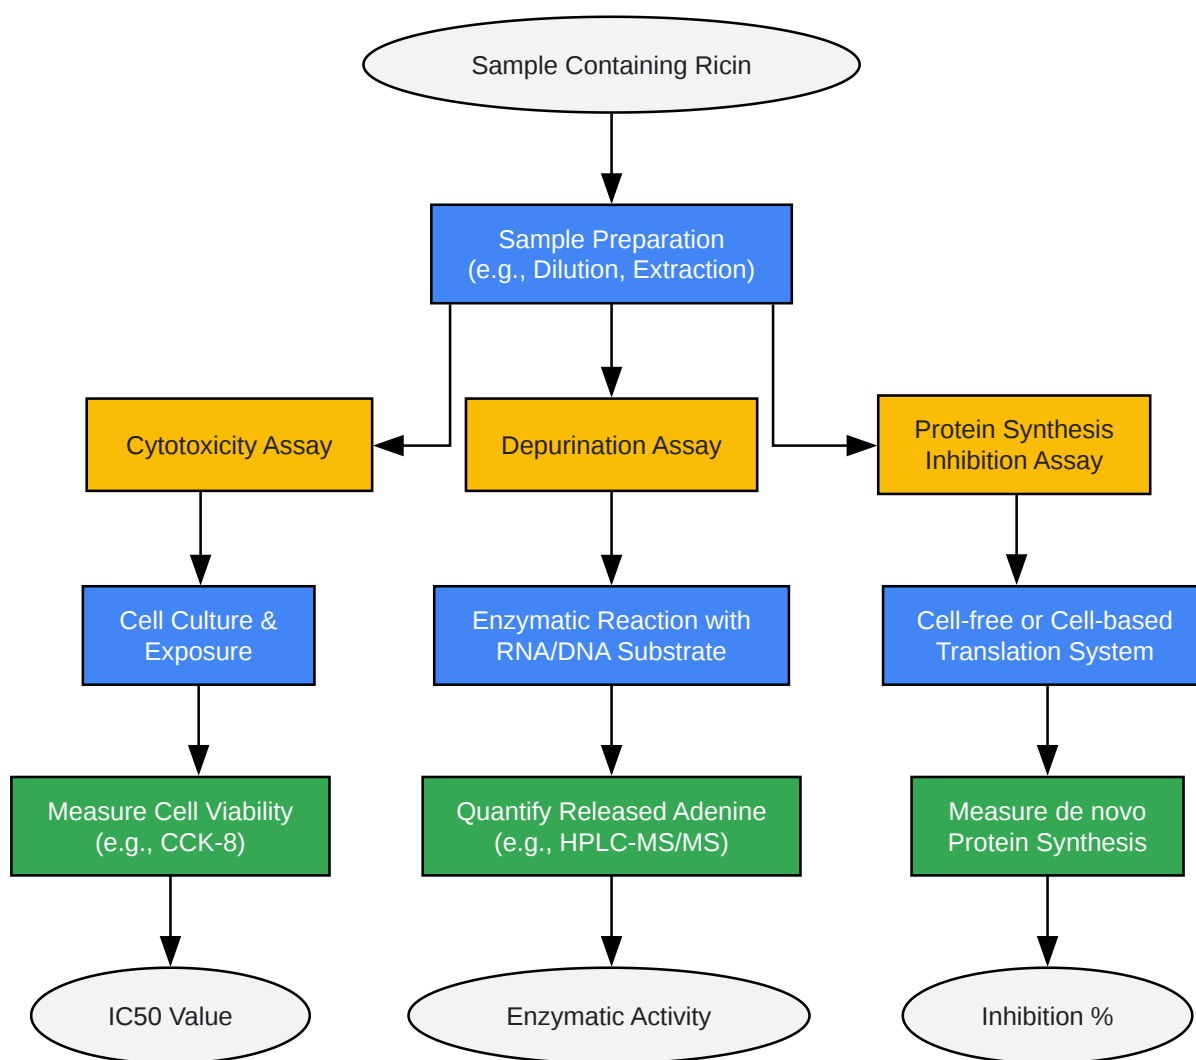 Sample Containing Ricin
Sample Preparation
(e.g., Dilution, Extraction)
Cytotoxicity Assay
Depurination Assay
Protein Synthesis
Inhibition Assay
Cell Culture &
Exposure
Enzymatic Reaction with
RNA/DNA Substrate
Cell-free or Cell-based
Translation System
Measure Cell Viability
(e.g., CCK-8)
Quantify Released Adenine
(e.g., HPLC-MS/MS)
Measure de novo
Protein Synthesis
IC50 Value
Enzymatic Activity
Inhibition %